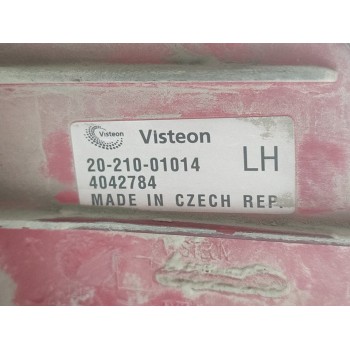 Visteon Visteon
20-210-01014 LH
4042784
MADE IN CZECH REP.